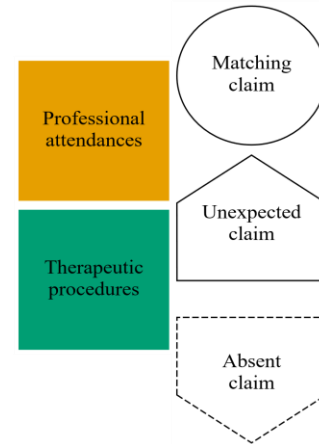 Matching
claim
Professional
attendances
Unexpected
claim
Therapeutic
procedures
Absent
claim